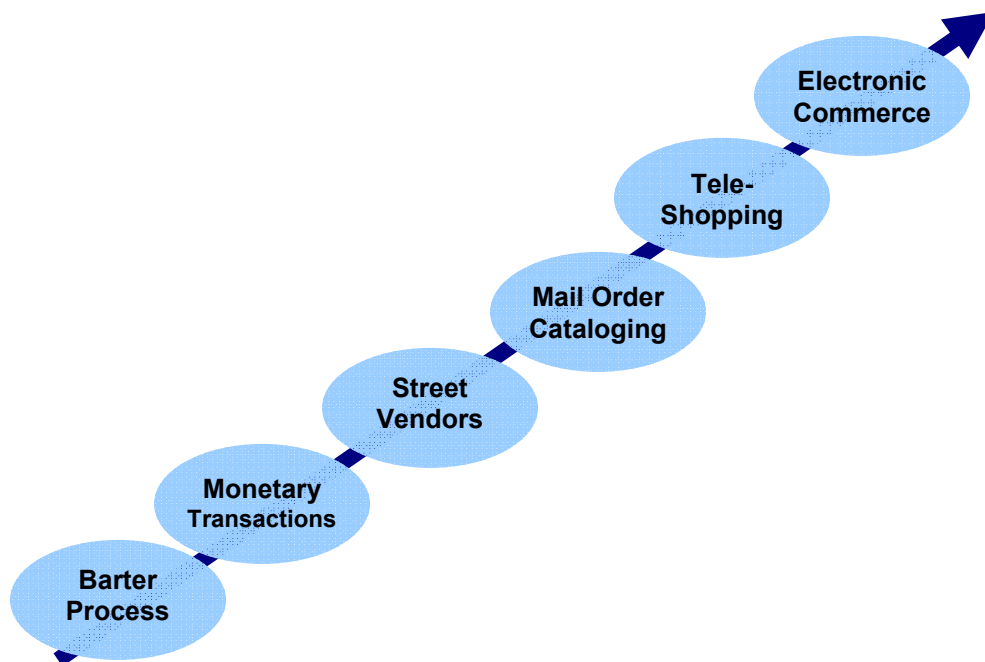 Electronic
Commerce
Tele-
Shopping
Mail Order
Cataloging
Street
Vendors
Monetary
Transactions
Barter
Process